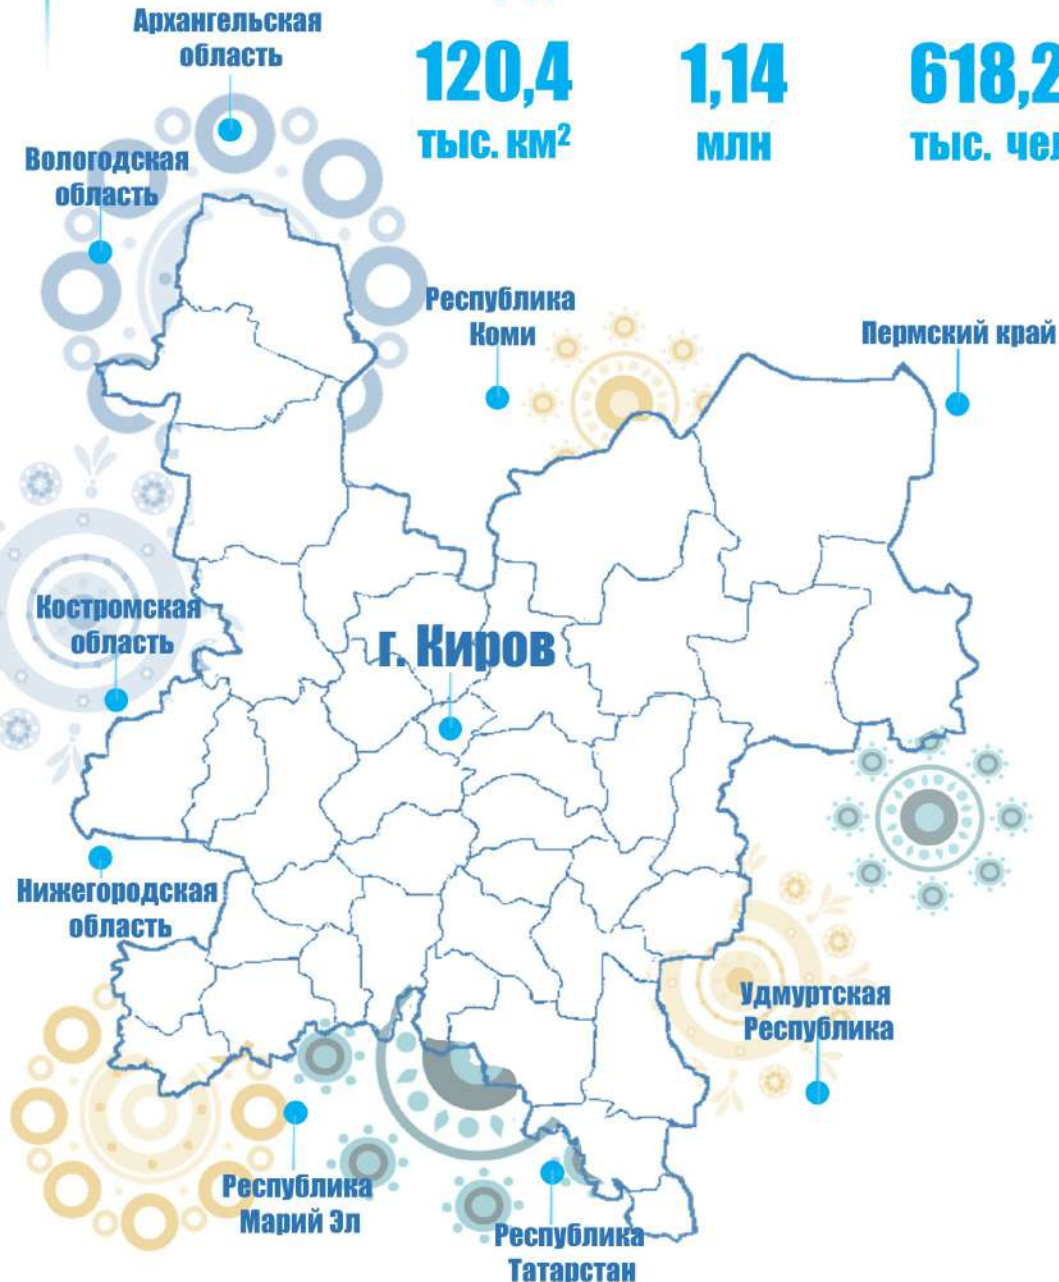 Архангельская
область
120,4
тыс. км²
1,14
млн
618,2
тыс. чел
Вологодская
область
Республика
Коми
Пермский край
Костромская
область
г. Киров
Нижегородская
область
Удмуртская
Республика
Республика
Марий Эл
Республика
Татарстан